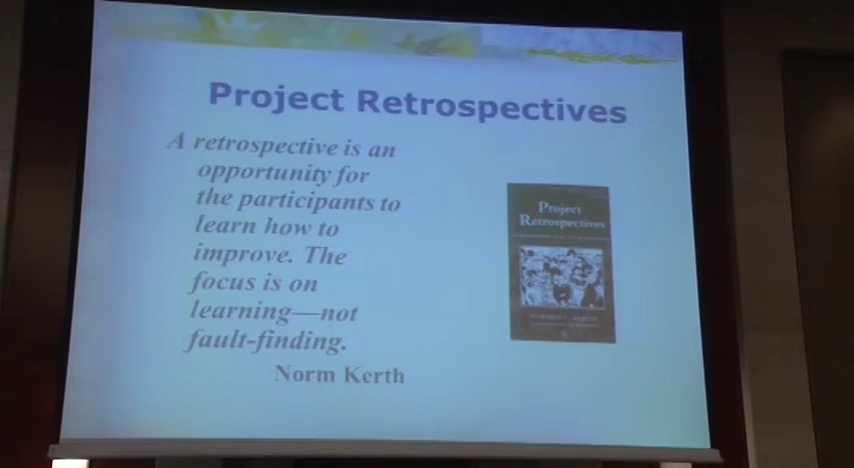 Project Retrospectives
A retrospective is an
opportunity for
the participants to
learn how to
improve. The
focus is on
learning—not
fault-finding.
Norm Kerth
Project
Retrospectives